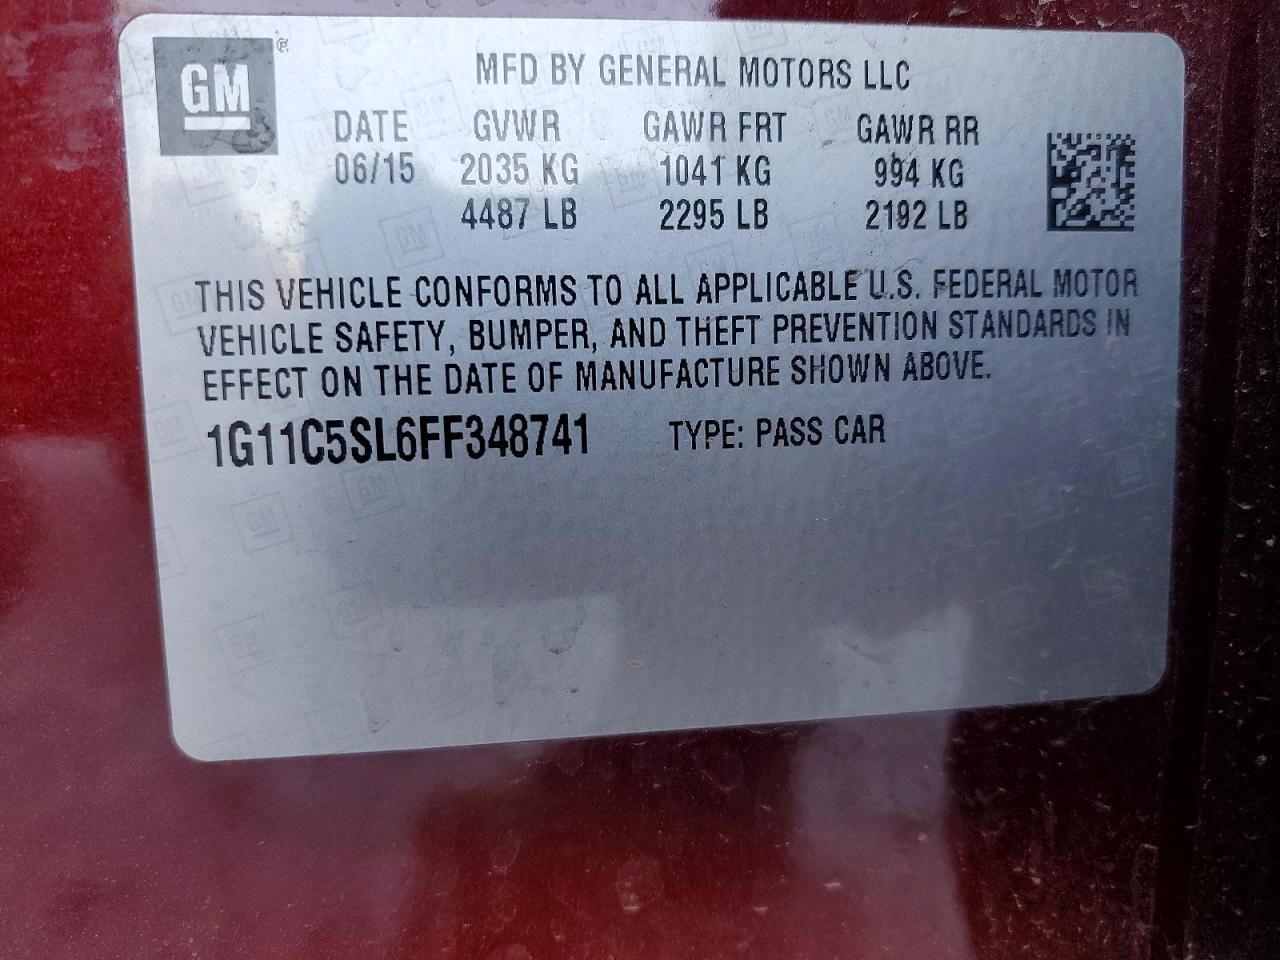 GM ®
MFD BY GENERAL MOTORS LLC
DATE GVWR GAWR FRT GAWR RR
06/15 2035 KG 1041 KG 994 KG
4487 LB 2295 LB 2192 LB
THIS VEHICLE CONFORMS TO ALL APPLICABLE U.S. FEDERAL MOTOR
VEHICLE SAFETY, BUMPER, AND THEFT PREVENTION STANDARDS IN
EFFECT ON THE DATE OF MANUFACTURE SHOWN ABOVE.
1G11C5SL6FF348741 TYPE: PASS CAR